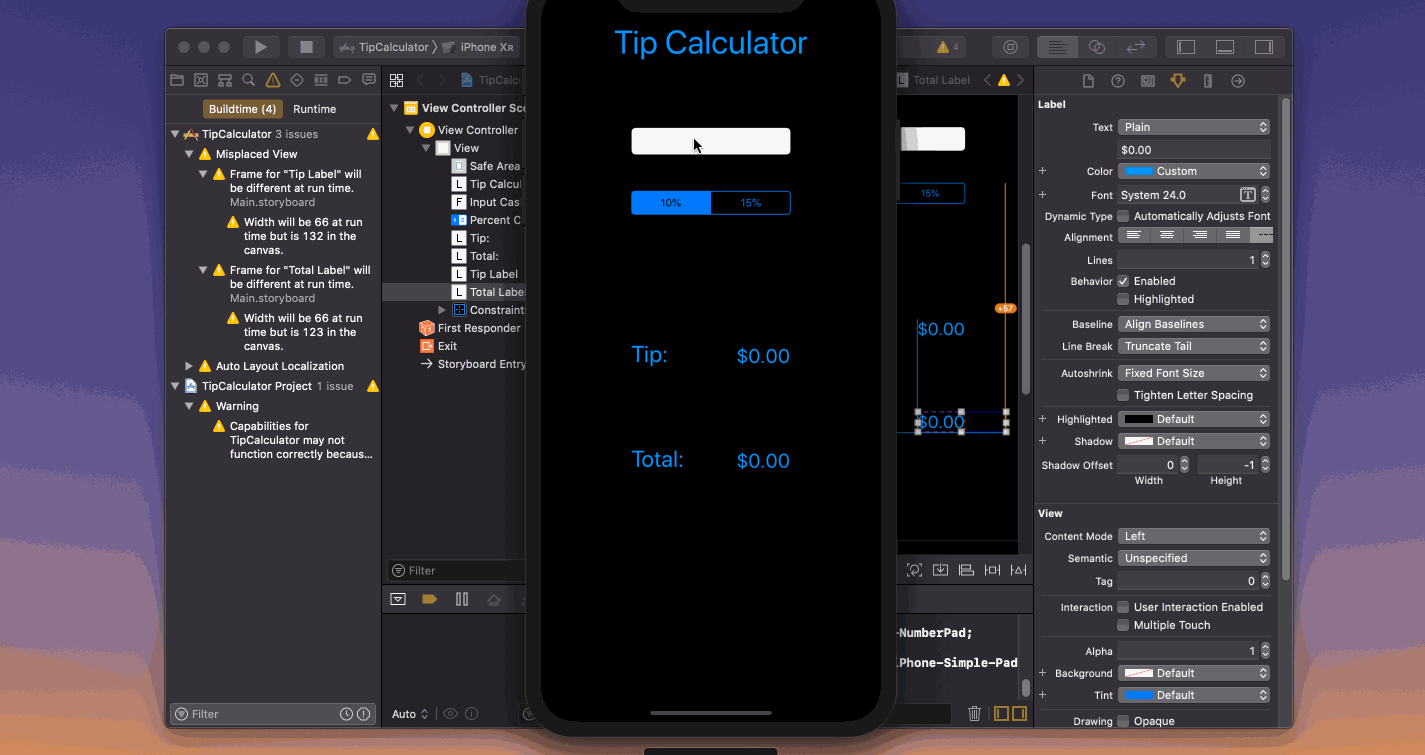 TipCalculator
iPhone XR
4
Buildtime (4)
Runtime
TipCalculator 3 issues
Misplaced View
Frame for "Tip Label" will
be different at run time.
Main.storyboard
Width will be 66 at run
time but is 132 in the
canvas.
Frame for "Total Label" will
be different at run time.
Main.storyboard
Width will be 66 at run
time but is 123 in the
canvas.
Auto Layout Localization
TipCalculator Project 1 issue
Warning
Capabilities for
TipCalculator may not
function correctly becaus...
Filter
TipCalc
View Controller Sc
View Controller
View
Safe Area
Tip Calcul
Input Cas
Percent C
Tip:
Total:
Tip Label
Total Labe
Constraint
First Responder
Exit
Storyboard Entry
Filter
Auto
Tip Calculator
10%
15%
Tip:
$0.00
Total:
$0.00
Total Label
15%
+57
$0.00
$0.00
-NumberPad;
iPhone-Simple-Pad
Label
Text Plain
$0.00
Color Custom
Font System 24.0
Dynamic Type Automatically Adjusts Font
Alignment
Lines 1
Behavior Enabled
Highlighted
Baseline Align Baselines
Line Break Truncate Tail
Autoshrink Fixed Font Size
Tighten Letter Spacing
Highlighted Default
Shadow Default
Shadow Offset 0 -1
Width Height
View
Content Mode Left
Semantic Unspecified
Tag 0
Interaction User Interaction Enabled
Multiple Touch
Alpha 1
Background Default
Tint Default
Drawing Opaque